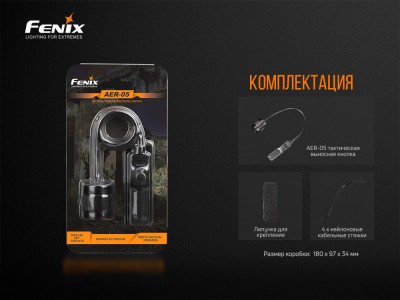 FENIX
LIGHTING FOR EXTREMES
FENIX
AER-05
КОМПЛЕКТАЦИЯ
AER-05 тактическая
выносная кнопка
Липучка для
крепления
4 х нейлоновые
кабельные стяжки
Размер коробки: 180 x 97 x 34 мм